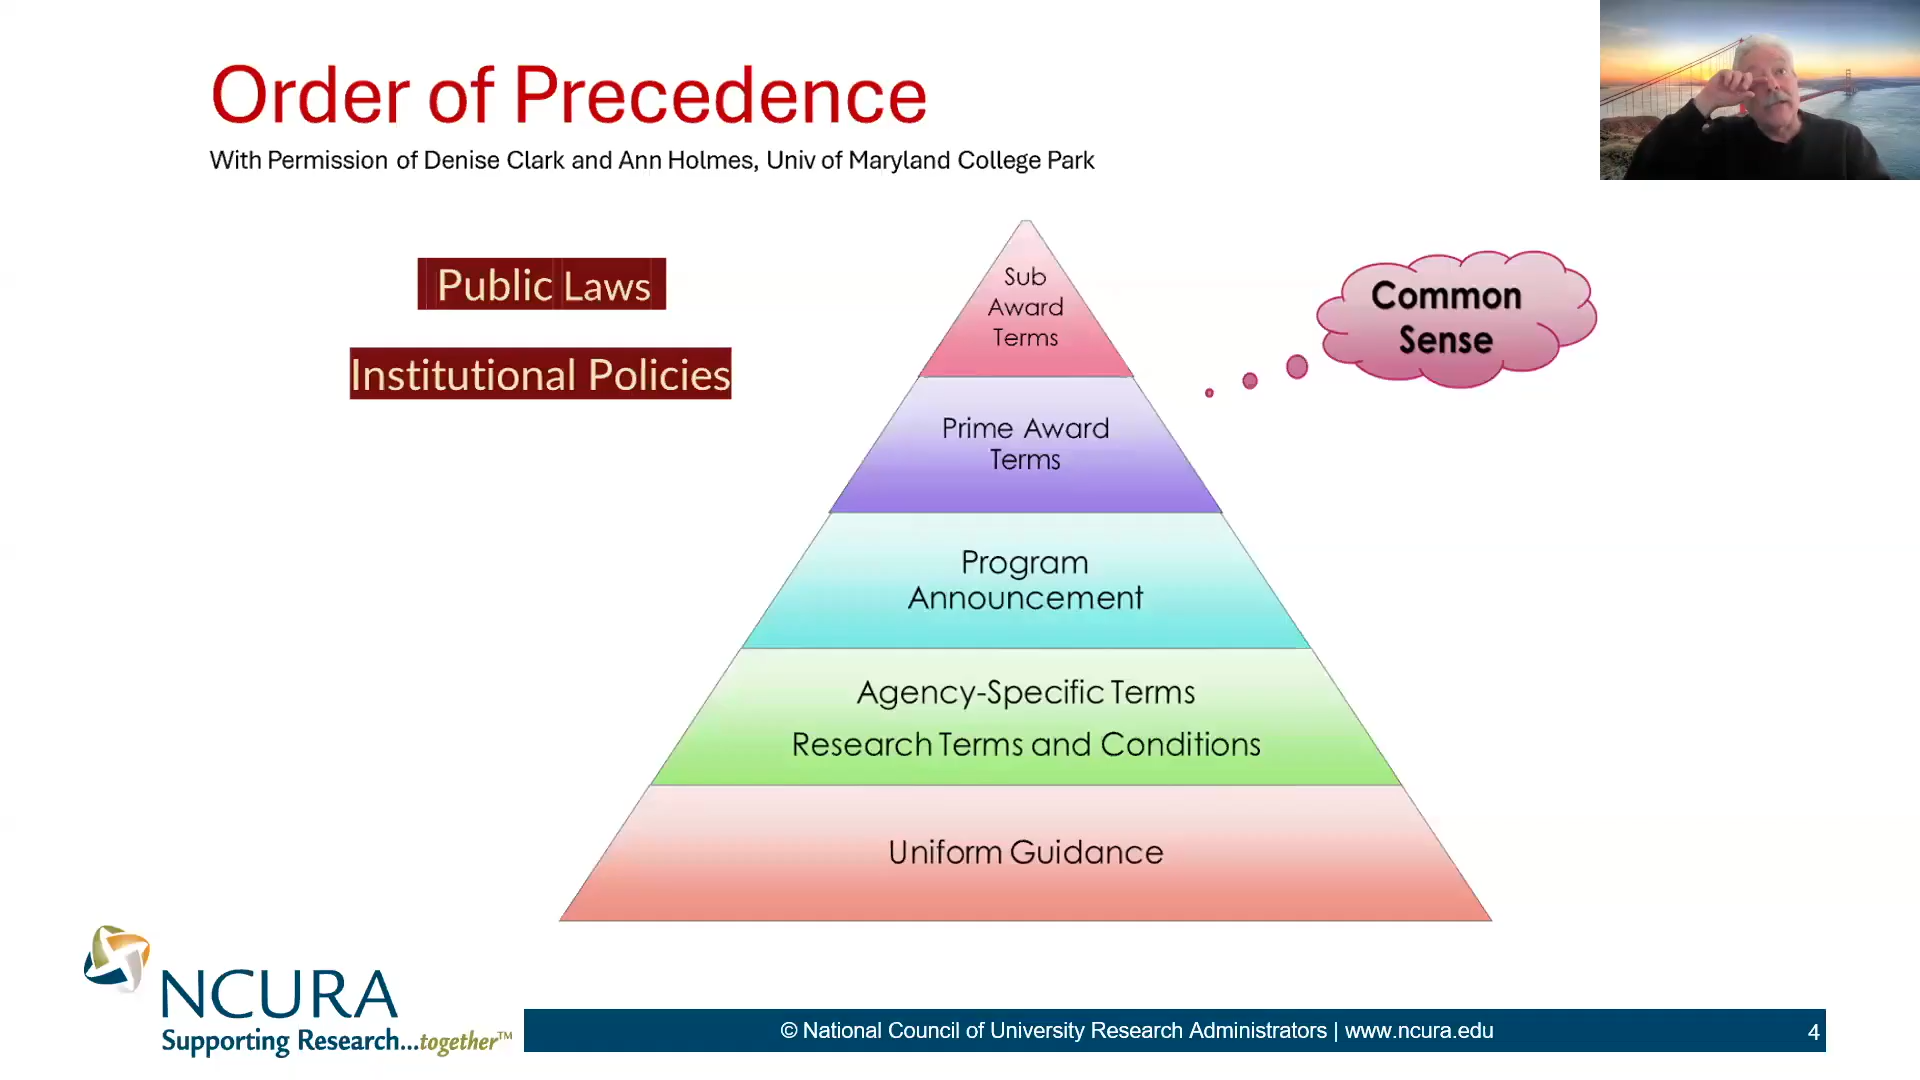 Order of Precedence
With Permission of Denise Clark and Ann Holmes, Univ of Maryland College Park
Public Laws
Institutional Policies
Sub
Award
Terms
Common
Sense
Prime Award
Terms
Program
Announcement
Agency-Specific Terms
Research Terms and Conditions
Uniform Guidance
NCURA
Supporting Research...together™
© National Council of University Research Administrators | www.ncura.edu
4